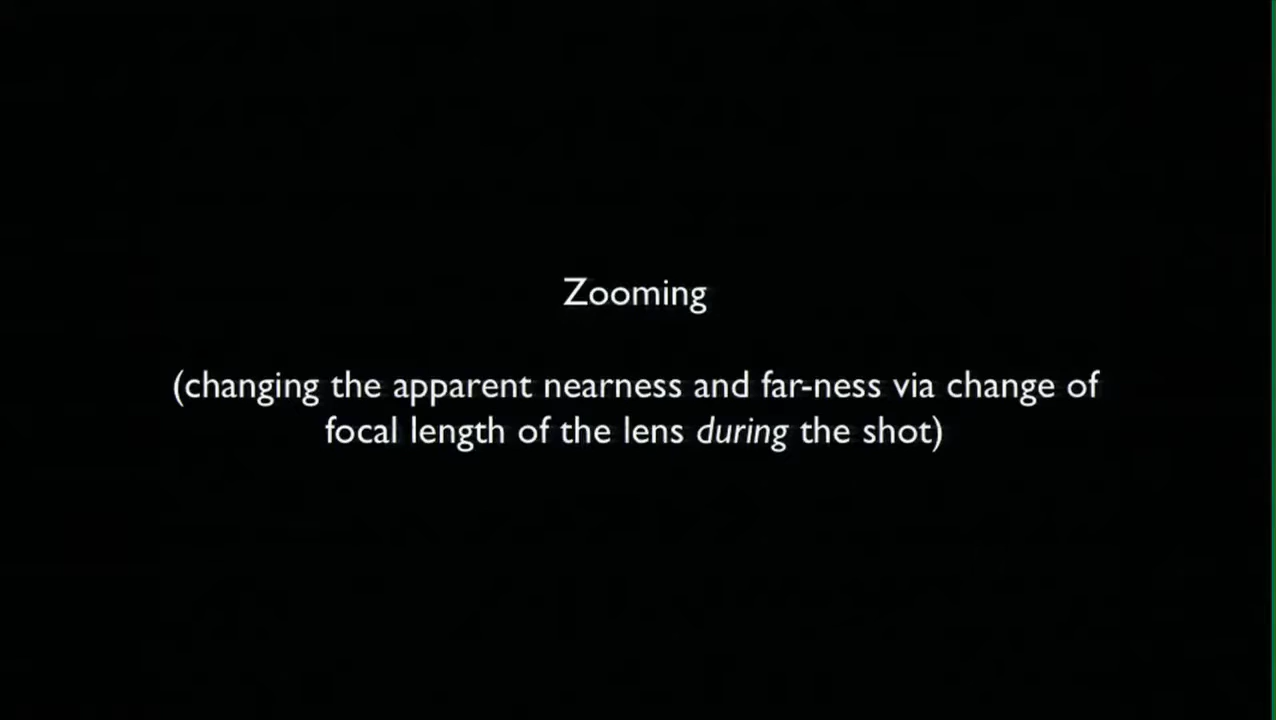 Zooming
(changing the apparent nearness and far-ness via change of
focal length of the lens during the shot)